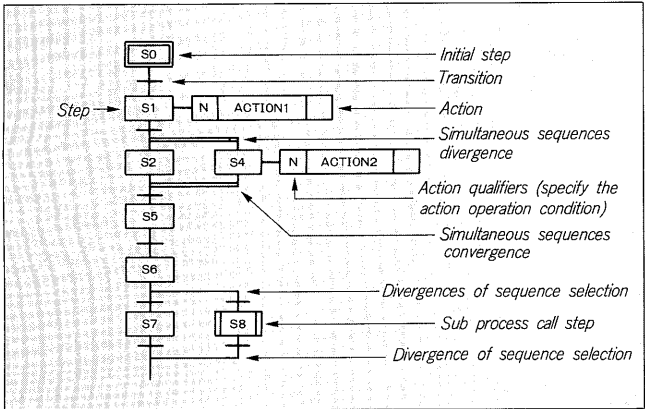 S0
Initial step
Transition
Step
S1
N
ACTION1
Action
Simultaneous sequences
divergence
S2
S4
N
ACTION2
Action qualifiers (specify the
action operation condition)
S5
Simultaneous sequences
convergence
S6
Divergences of sequence selection
S7
S8
Sub process call step
Divergence of sequence selection